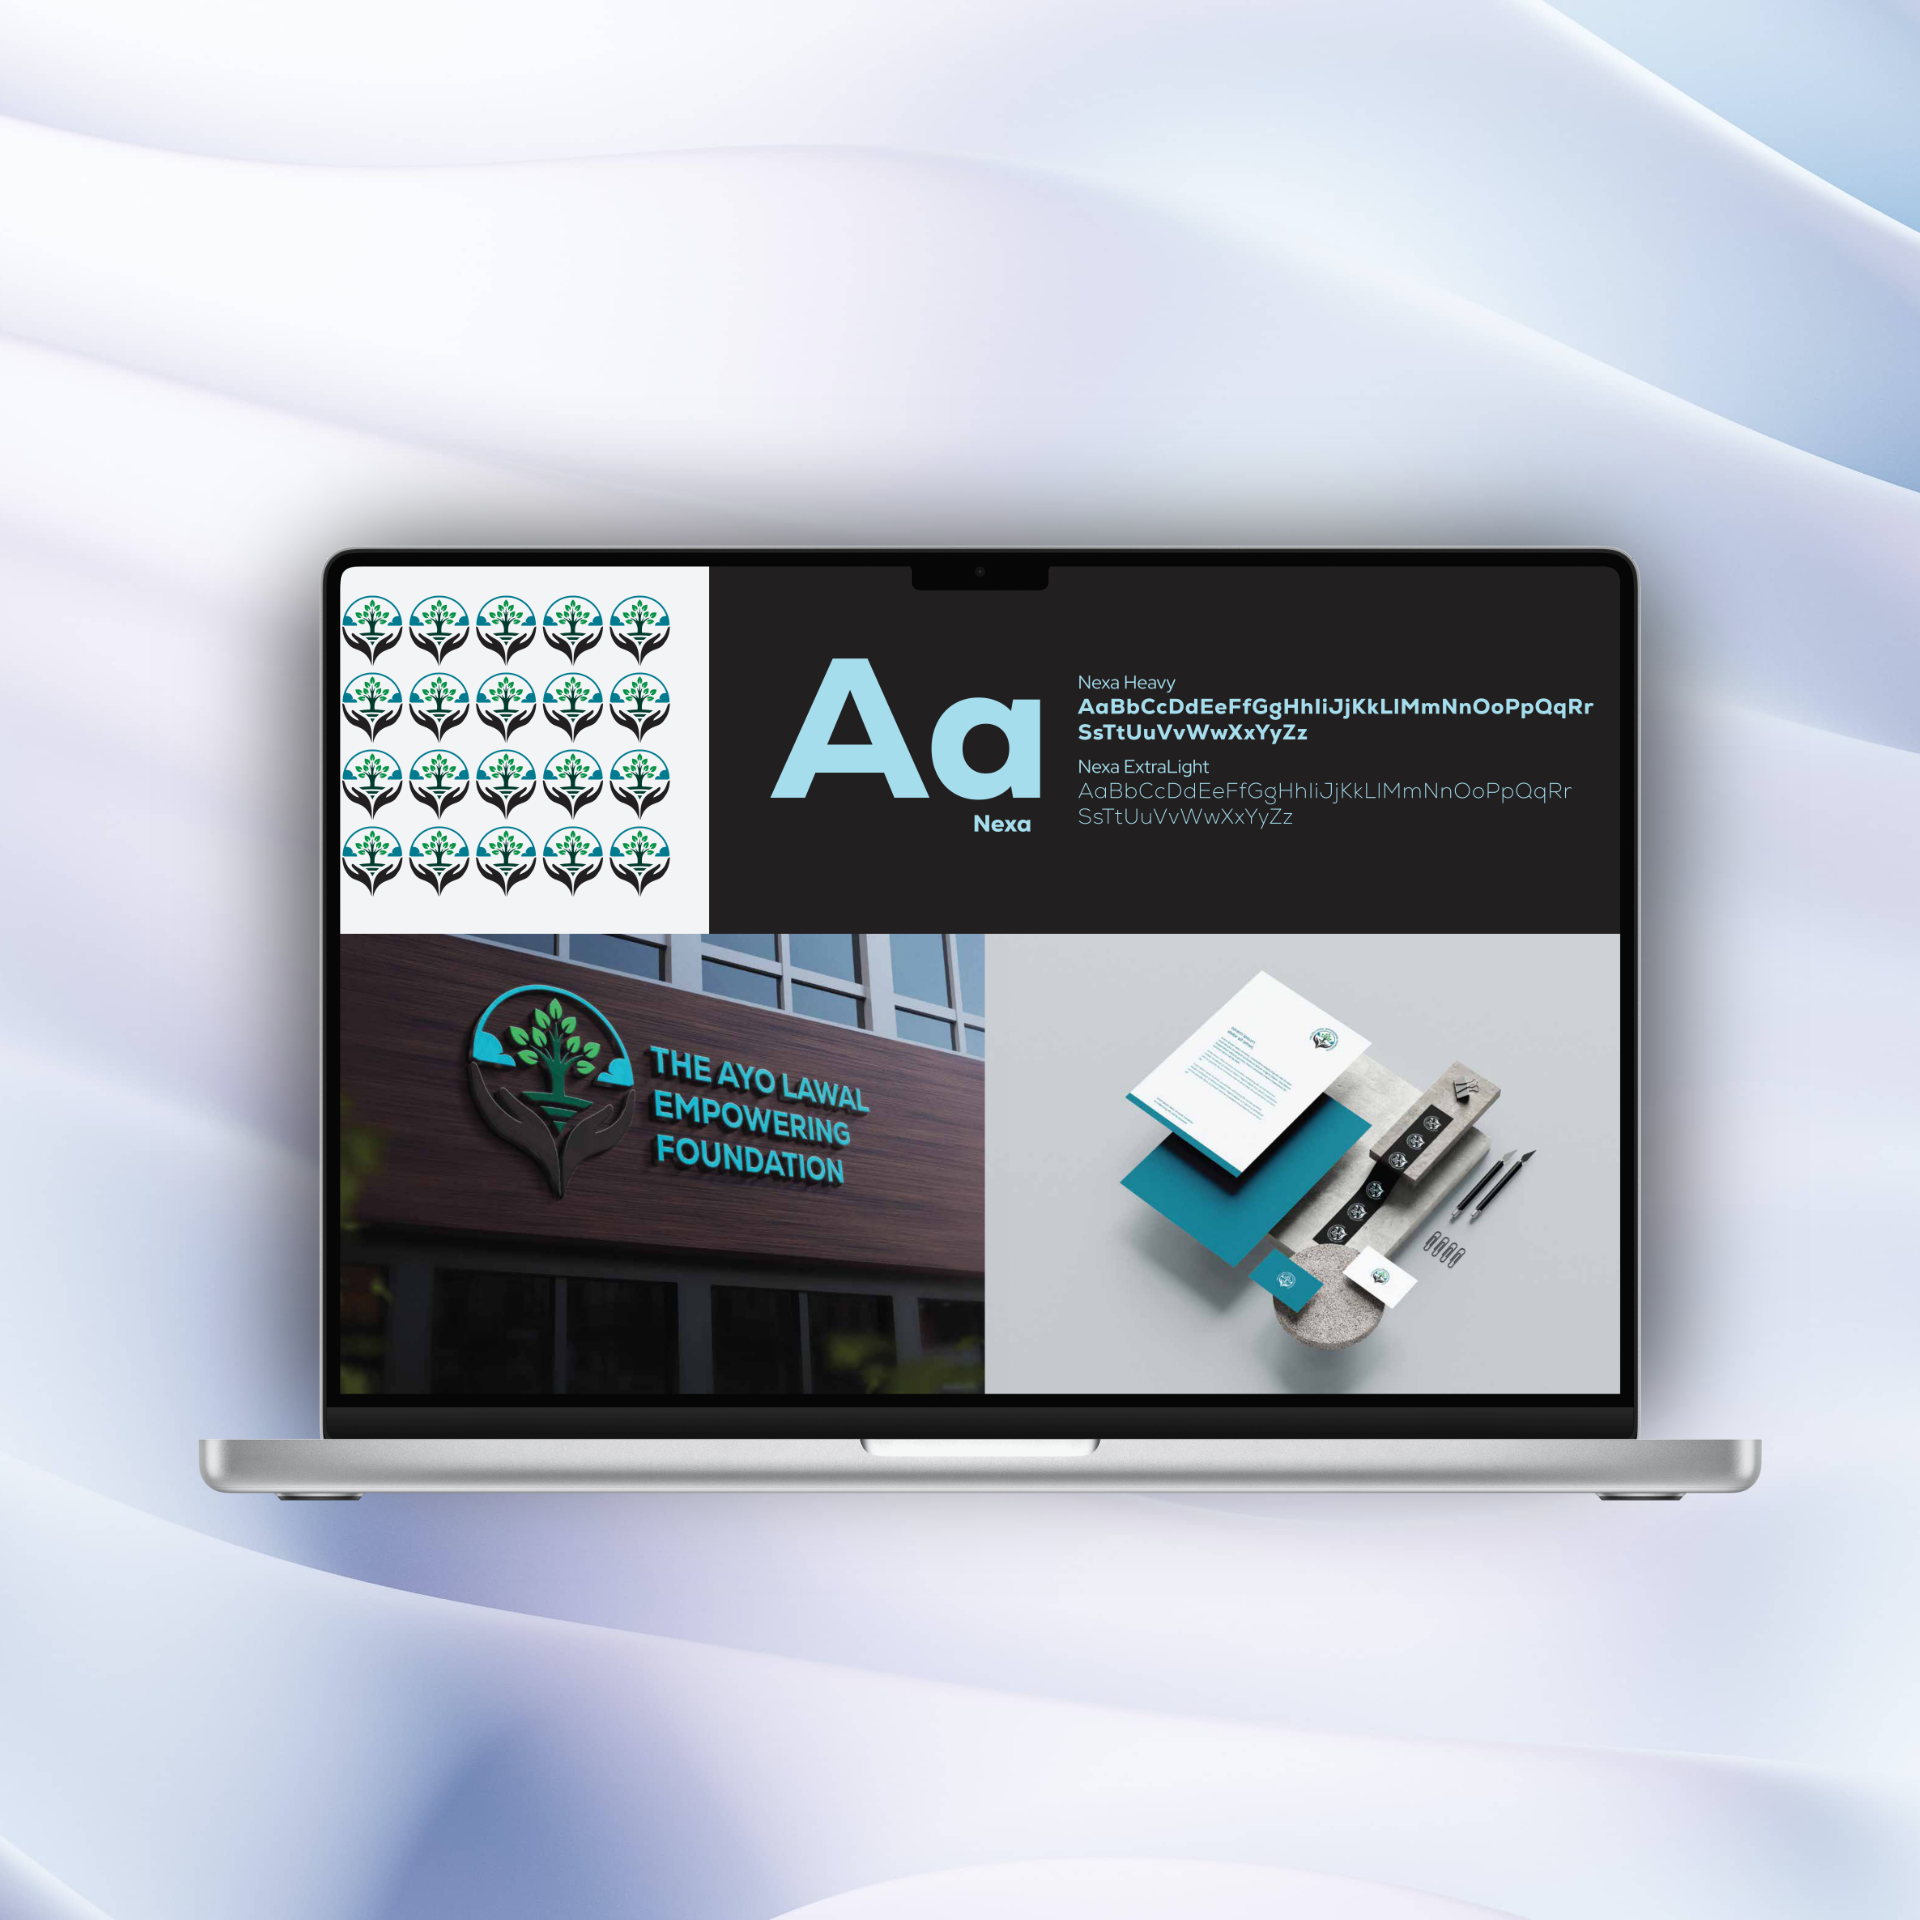 Aa
Nexa
Nexa Heavy
AaBbCcDdEeFfGgHhIiJjKkLlMmNnOoPpQqRr
SsTtUuVvWwXxYyZz
Nexa ExtraLight
AaBbCcDdEeFfGgHhIiJjKkLlMmNnOoPpQqRr
SsTtUuVvWwXxYyZz
THE AYO LAWAL
EMPOWERING
FOUNDATION